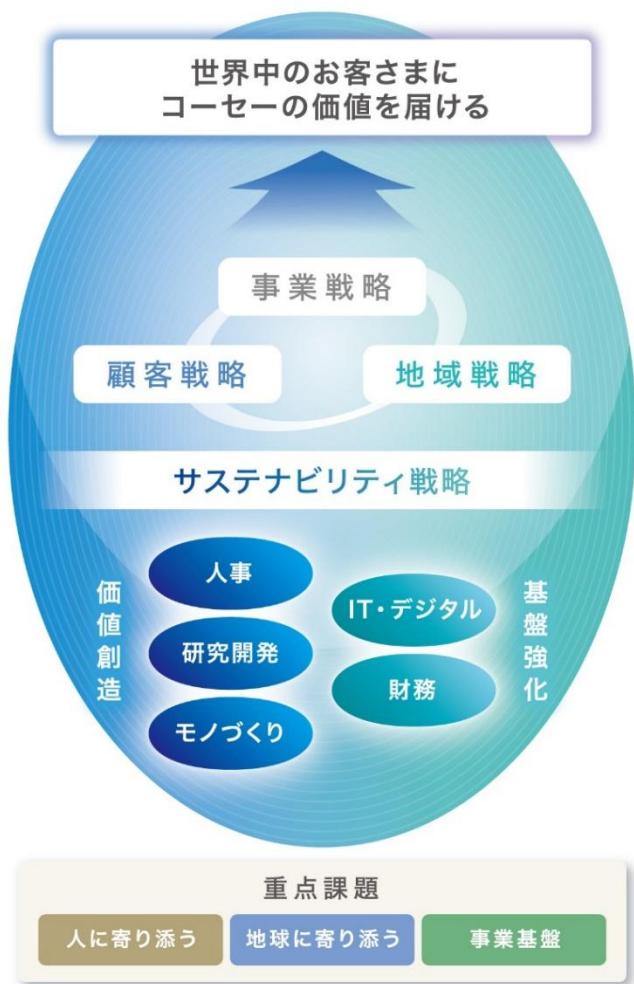 世界中のお客さまに
コーセーの価値を届ける
事業戦略
顧客戦略
地域戦略
サステナビリティ戦略
価値創造
人事
研究開発
モノづくり
IT・デジタル
財務
基盤強化
重点課題
人に寄り添う
地球に寄り添う
事業基盤